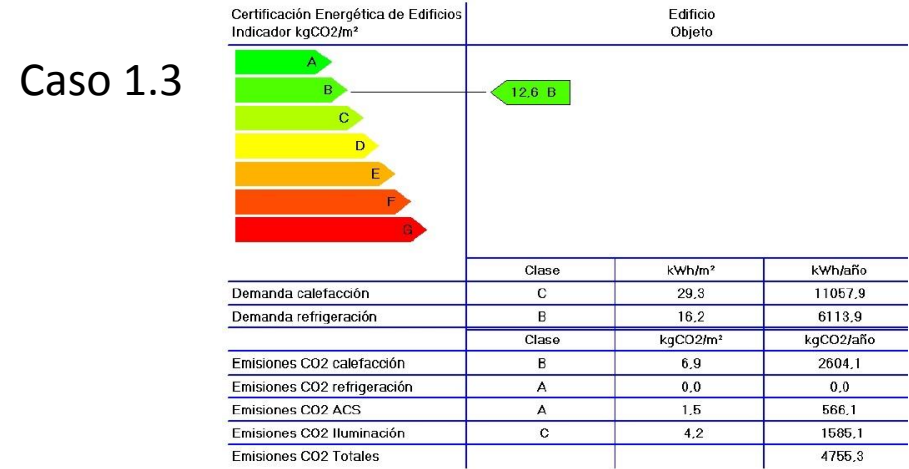 Caso 1.3
Certificación Energética de Edificios
Indicador kgCO2/m²
Edificio
Objeto
A
B
12,6 B
C
D
E
F
G
Clase kWh/m² kWh/año
Demanda calefacción C 29,3 11057,9
Demanda refrigeración B 16,2 6113,9
Clase kgCO2/m² kgCO2/año
Emisiones CO2 calefacción B 6,9 2604,1
Emisiones CO2 refrigeración A 0,0 0,0
Emisiones CO2 ACS A 1,5 566,1
Emisiones CO2 Iluminación C 4,2 1585,1
Emisiones CO2 Totales 4755,3